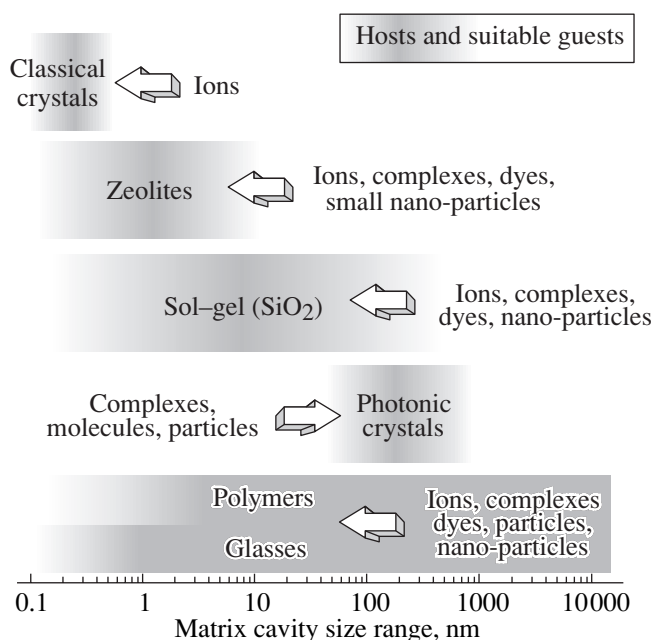 Hosts and suitable guests
Classical
crystals
Ions
Zeolites
Ions, complexes, dyes,
small nano-particles
Sol–gel (SiO2)
Ions, complexes,
dyes, nano-particles
Complexes,
molecules, particles
Photonic
crystals
Polymers
Glasses
Ions, complexes
dyes, particles,
nano-particles
0.1 1 10 100 1000 10000
Matrix cavity size range, nm